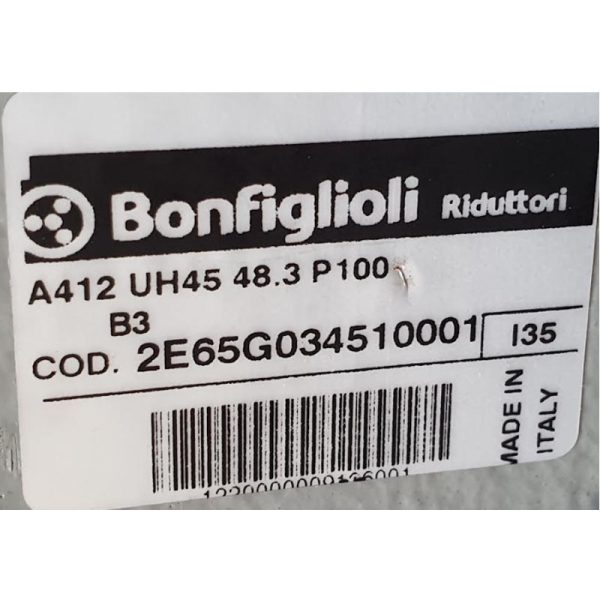 Bonfiglioli Riduttori
A412 UH45 48.3 P100
B3
COD. 2E65G034510001 I35
MADE IN
ITALY